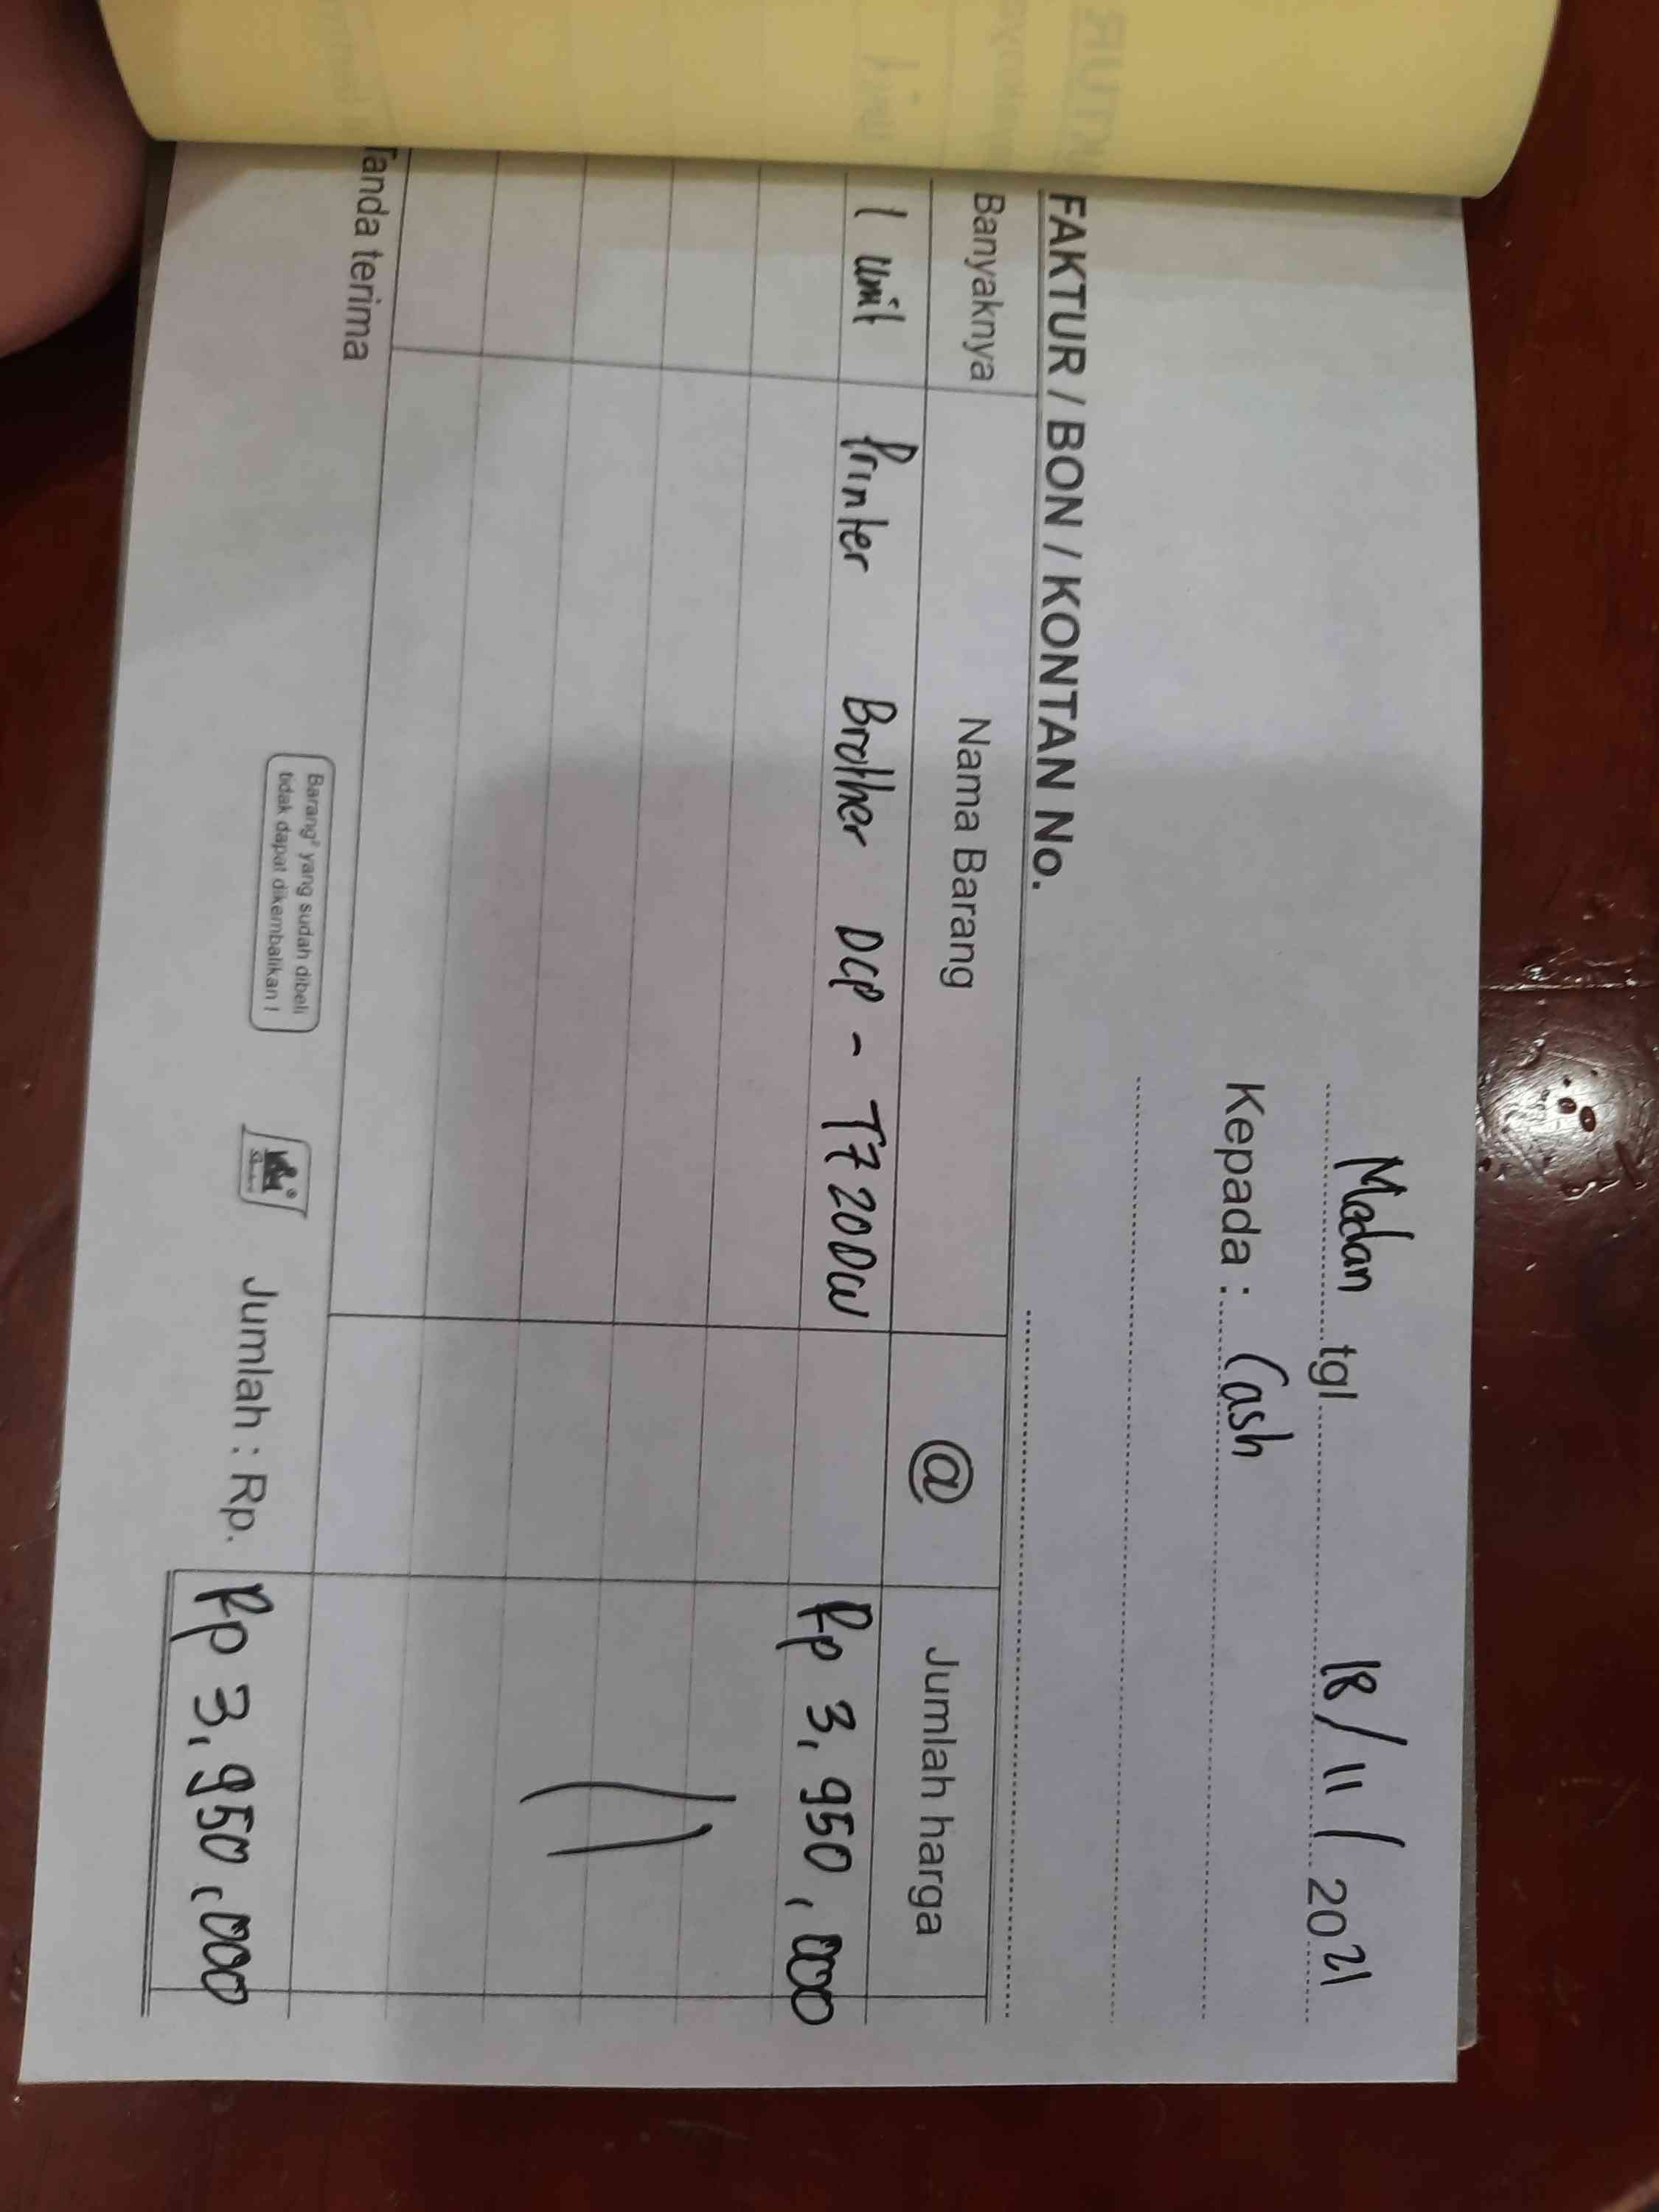 Medan tgl 18/11/2021
Kepada : Cash
FAKTUR / BON / KONTAN No.
Banyaknya Nama Barang @ Jumlah harga
1 unit Printer Brother DCP - T720DW Rp 3,950,000
Tanda terima
Barang² yang sudah dibeli
tidak dapat dikembalikan !
Jumlah : Rp. Rp 3,950,000